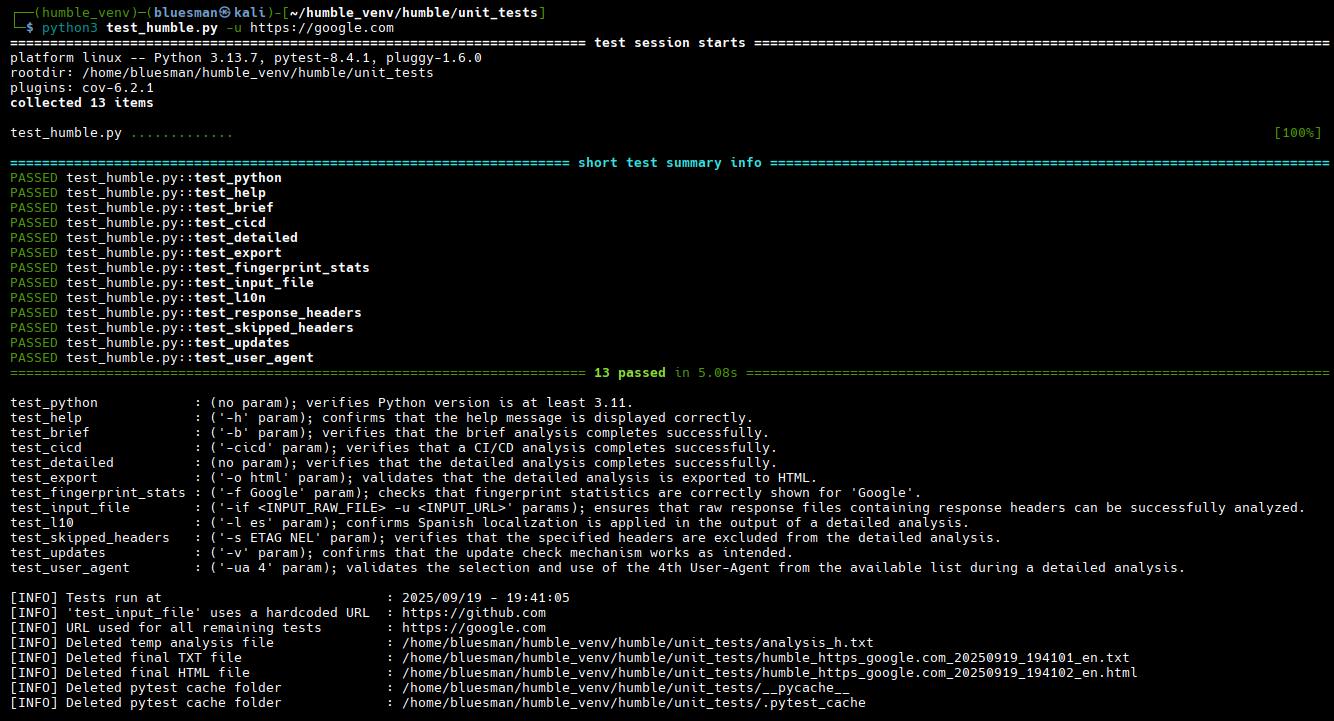 ┌──(humble_venv)─(bluesman㉿kali)-[~/humble_venv/humble/unit_tests]
└─$ python3 test_humble.py -u https://google.com
========================================================================= test session starts =========================================================================
platform linux -- Python 3.13.7, pytest-8.4.1, pluggy-1.6.0
rootdir: /home/bluesman/humble_venv/humble/unit_tests
plugins: cov-6.2.1
collected 13 items
test_humble.py ............. [100%]
======================================================================= short test summary info =======================================================================
PASSED test_humble.py::test_python
PASSED test_humble.py::test_help
PASSED test_humble.py::test_brief
PASSED test_humble.py::test_cicd
PASSED test_humble.py::test_detailed
PASSED test_humble.py::test_export
PASSED test_humble.py::test_fingerprint_stats
PASSED test_humble.py::test_input_file
PASSED test_humble.py::test_l10n
PASSED test_humble.py::test_response_headers
PASSED test_humble.py::test_skipped_headers
PASSED test_humble.py::test_updates
PASSED test_humble.py::test_user_agent
========================================================================= 13 passed in 5.08s ==========================================================================
test_python : (no param); verifies Python version is at least 3.11.
test_help : ('-h' param); confirms that the help message is displayed correctly.
test_brief : ('-b' param); verifies that the brief analysis completes successfully.
test_cicd : ('-cicd' param); verifies that a CI/CD analysis completes successfully.
test_detailed : (no param); verifies that the detailed analysis completes successfully.
test_export : ('-o html' param); validates that the detailed analysis is exported to HTML.
test_fingerprint_stats : ('-f Google' param); checks that fingerprint statistics are correctly shown for 'Google'.
test_input_file : ('-if <INPUT_RAW_FILE> -u <INPUT_URL>' params); ensures that raw response files containing response headers can be successfully analyzed.
test_l10 : ('-l es' param); confirms Spanish localization is applied in the output of a detailed analysis.
test_skipped_headers : ('-s ETAG NEL' param); verifies that the specified headers are excluded from the detailed analysis.
test_updates : ('-v' param); confirms that the update check mechanism works as intended.
test_user_agent : ('-ua 4' param); validates the selection and use of the 4th User-Agent from the available list during a detailed analysis.
[INFO] Tests run at : 2025/09/19 - 19:41:05
[INFO] 'test_input_file' uses a hardcoded URL : https://github.com
[INFO] URL used for all remaining tests : https://google.com
[INFO] Deleted temp analysis file : /home/bluesman/humble_venv/humble/unit_tests/analysis_h.txt
[INFO] Deleted final TXT file : /home/bluesman/humble_venv/humble/unit_tests/humble_https_google.com_20250919_194101_en.txt
[INFO] Deleted final HTML file : /home/bluesman/humble_venv/humble/unit_tests/humble_https_google.com_20250919_194102_en.html
[INFO] Deleted pytest cache folder : /home/bluesman/humble_venv/humble/unit_tests/__pycache__
[INFO] Deleted pytest cache folder : /home/bluesman/humble_venv/humble/unit_tests/.pytest_cache